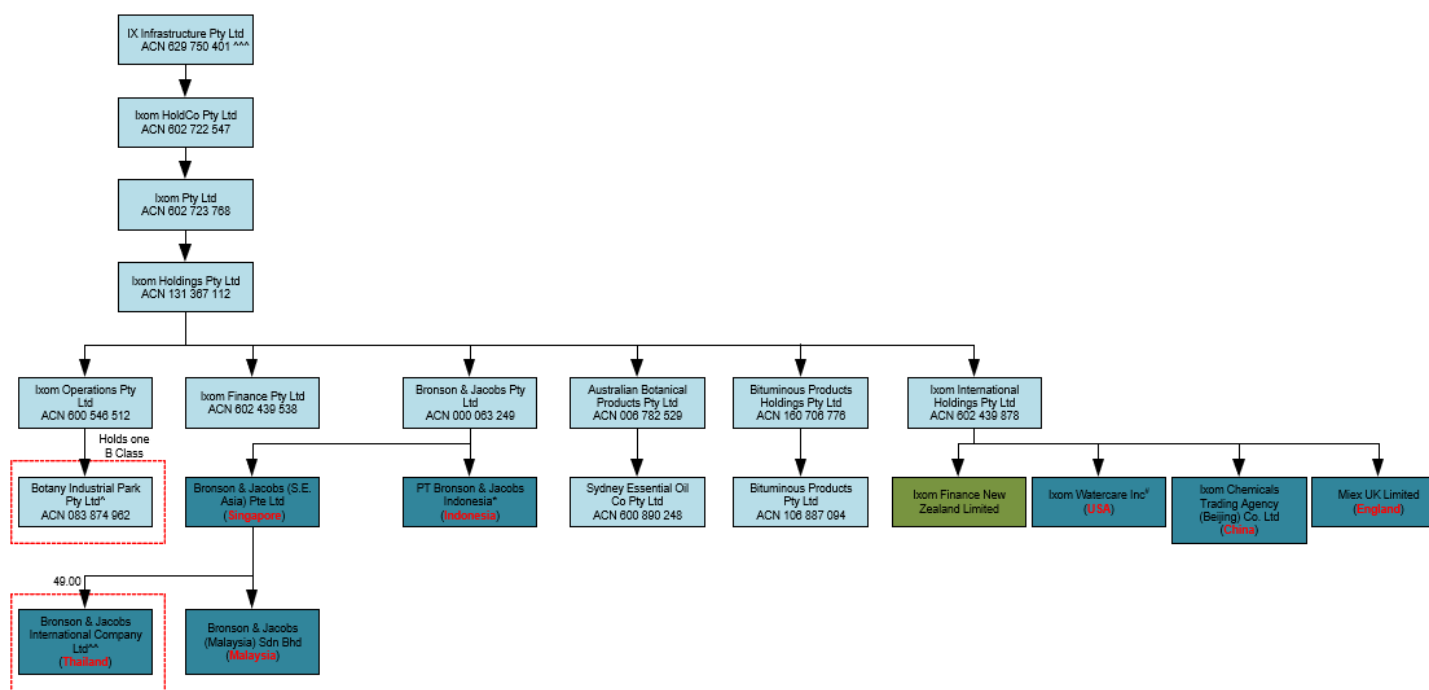 IX Infrastructure Pty Ltd
ACN 629 750 401 ^^^
Ixom HoldCo Pty Ltd
ACN 602 722 547
Ixom Pty Ltd
ACN 602 723 768
Ixom Holdings Pty Ltd
ACN 131 367 112
Ixom Operations Pty
Ltd
ACN 600 546 512
Ixom Finance Pty Ltd
ACN 602 439 538
Bronson & Jacobs Pty
Ltd
ACN 000 063 249
Australian Botanical
Products Pty Ltd
ACN 006 782 529
Bituminous Products
Holdings Pty Ltd
ACN 160 706 776
Ixom International
Holdings Pty Ltd
ACN 602 439 878
Holds one
B Class
Botany Industrial Park
Pty Ltd^
ACN 083 874 962
Bronson & Jacobs (S.E.
Asia) Pte Ltd
(Singapore)
PT Bronson & Jacobs
Indonesia*
(Indonesia)
Sydney Essential Oil
Co Pty Ltd
ACN 600 890 248
Bituminous Products
Pty Ltd
ACN 106 887 094
Ixom Finance New
Zealand Limited
Ixom Watercare Inc#
(USA)
Ixom Chemicals
Trading Agency
(Beijing) Co. Ltd
(China)
Miex UK Limited
(England)
49.00
Bronson & Jacobs
International Company
Ltd^^
(Thailand)
Bronson & Jacobs
(Malaysia) Sdn Bhd
(Malaysia)